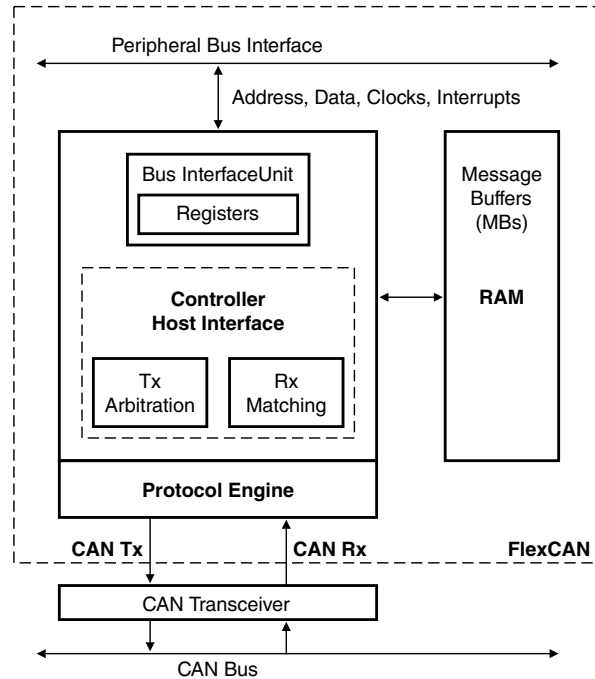 Peripheral Bus Interface
Address, Data, Clocks, Interrupts
Bus InterfaceUnit
Registers
Message
Buffers
(MBs)
RAM
Controller
Host Interface
Tx
Arbitration
Rx
Matching
Protocol Engine
CAN Tx
CAN Rx
FlexCAN
CAN Transceiver
CAN Bus